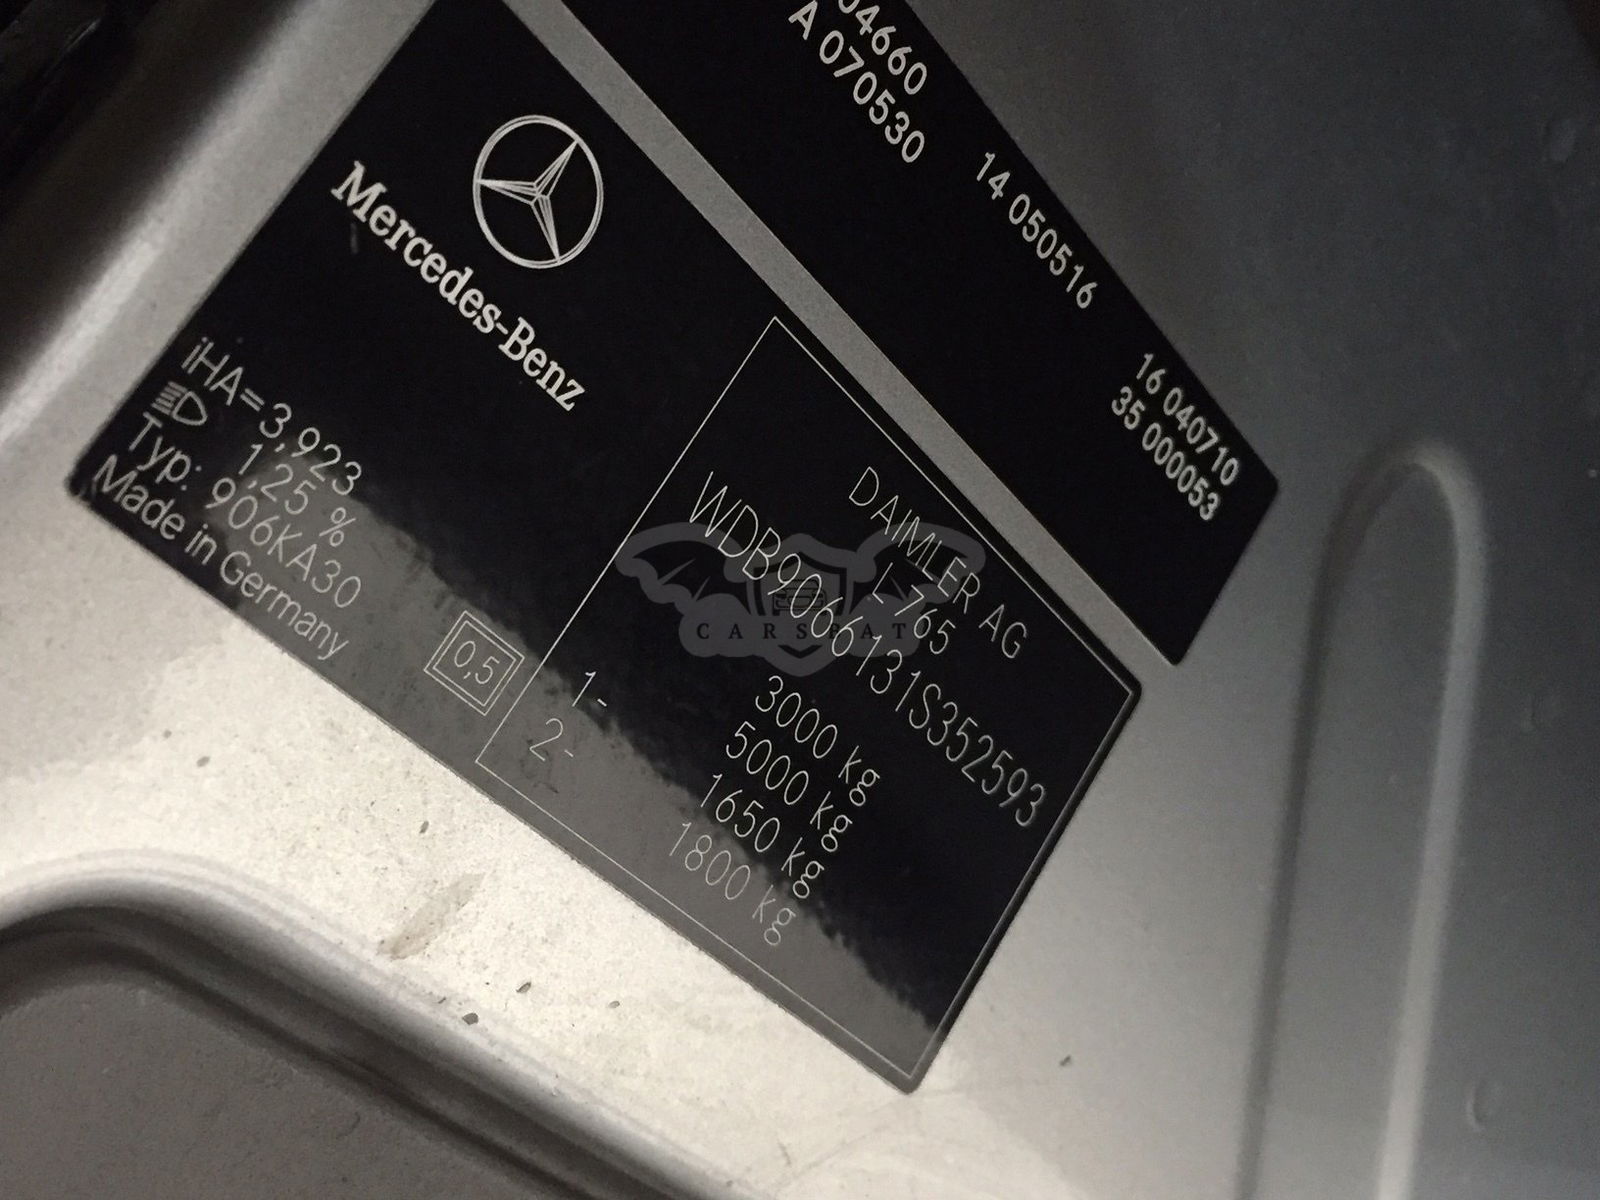 04660
A 070530
14 050516
16 040710
35 000053
Mercedes-Benz
iHA= 3,923
1,25 %
Typ: 906KA30
Made in Germany
0,5
DAIMLER AG
L 765
WDB9066131S352593
3000 kg
5000 kg
1- 1650 kg
2- 1800 kg
CARSPAT